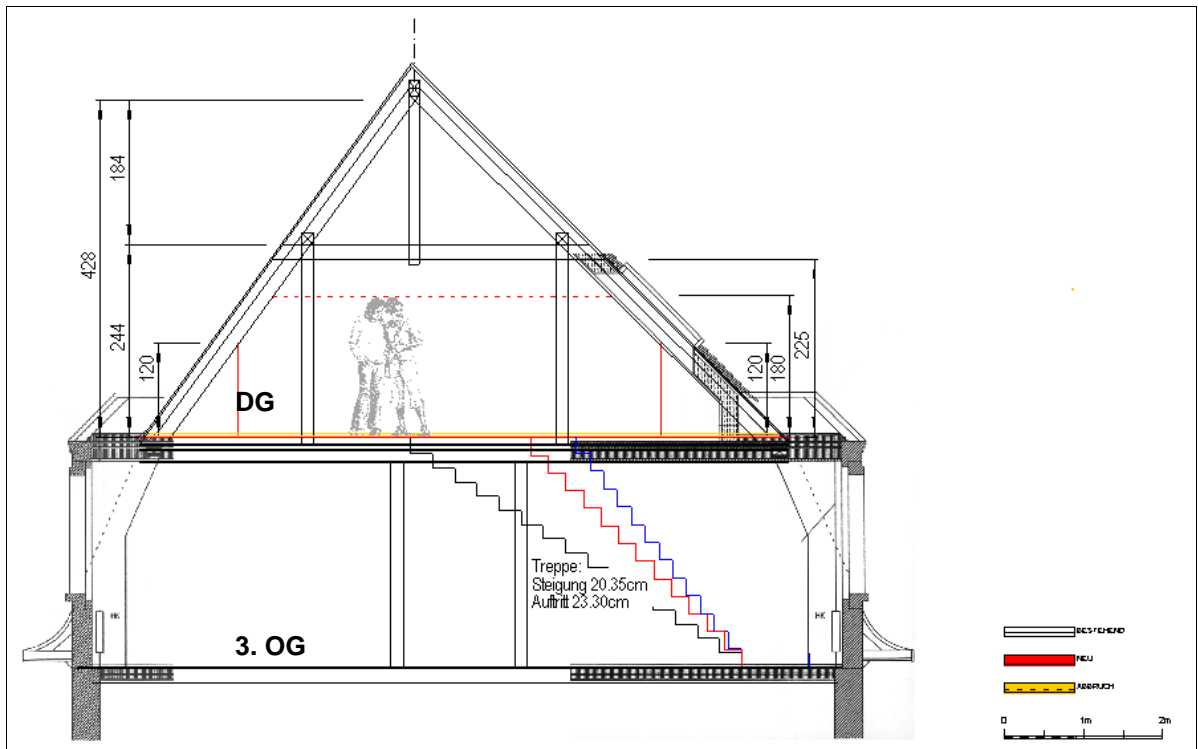 184
428
244
120
225
180
120
DG
Treppe:
Steigung 20.35cm
Auftritt 23.30cm
HK
HK
3. OG
BESTEHEND
NEU
ABBRUCH
0 1m 2m